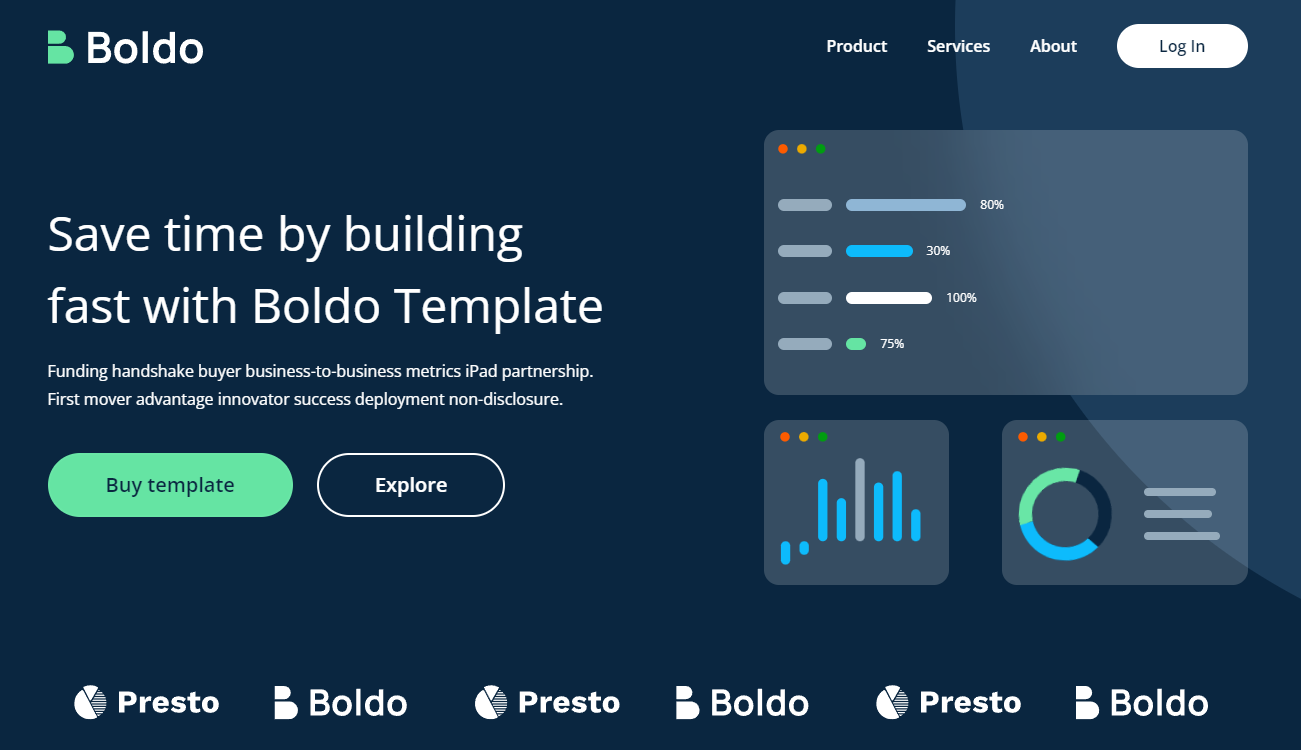 Boldo
Product Services About Log In
80%
30%
100%
75%
Save time by building
fast with Boldo Template
Funding handshake buyer business-to-business metrics iPad partnership.
First mover advantage innovator success deployment non-disclosure.
Buy template Explore
Presto Boldo Presto Boldo Presto Boldo